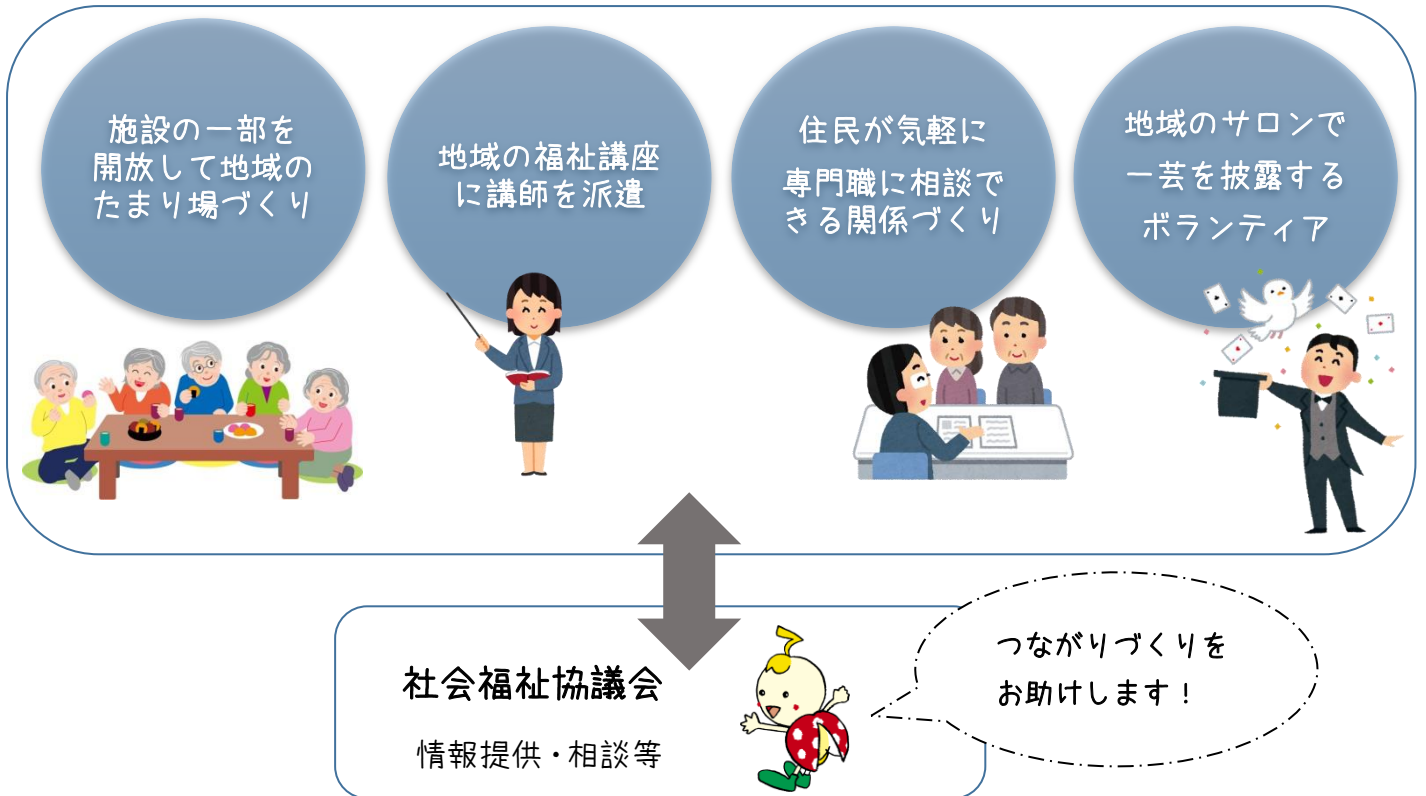 施設の一部を
開放して地域の
たまり場づくり
地域の福祉講座
に講師を派遣
住民が気軽に
専門職に相談で
きる関係づくり
地域のサロンで
一芸を披露する
ボランティア
社会福祉協議会
情報提供・相談等
つながりづくりを
お助けします！